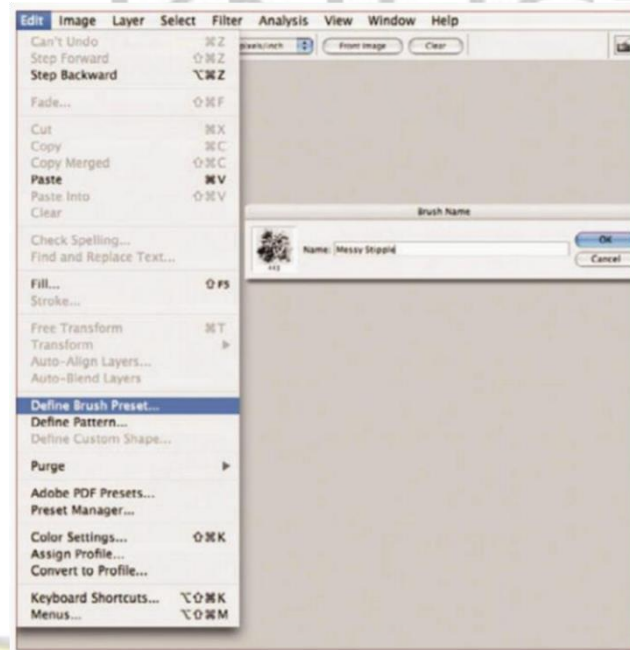 Edit Image Layer Select Filter Analysis View Window Help
pixels/inch Front Image Clear
Can't Undo ⌘Z
Step Forward ⇧⌘Z
Step Backward ⌥⌘Z
Fade... ⇧⌘F
Cut ⌘X
Copy ⌘C
Copy Merged ⇧⌘C
Paste ⌘V
Paste Into ⇧⌘V
Clear
Check Spelling...
Find and Replace Text...
Fill... ⇧F5
Stroke...
Free Transform ⌘T
Transform
Auto-Align Layers...
Auto-Blend Layers
Define Brush Preset...
Define Pattern...
Define Custom Shape...
Purge
Adobe PDF Presets...
Preset Manager...
Color Settings... ⇧⌘K
Assign Profile...
Convert to Profile...
Keyboard Shortcuts... ⌥⇧⌘K
Menus... ⌥⇧⌘M
Brush Name
Name: Messy Stipple
OK
Cancel